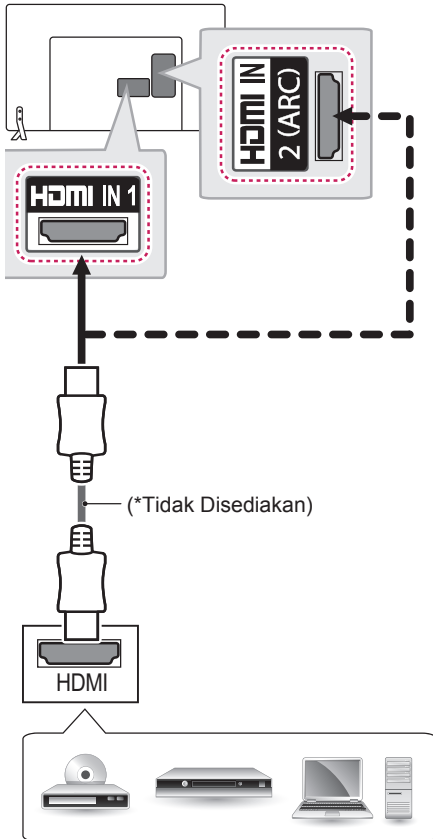 HDMI IN
2 (ARC)
HDMI IN 1
(*Tidak Disediakan)
HDMI